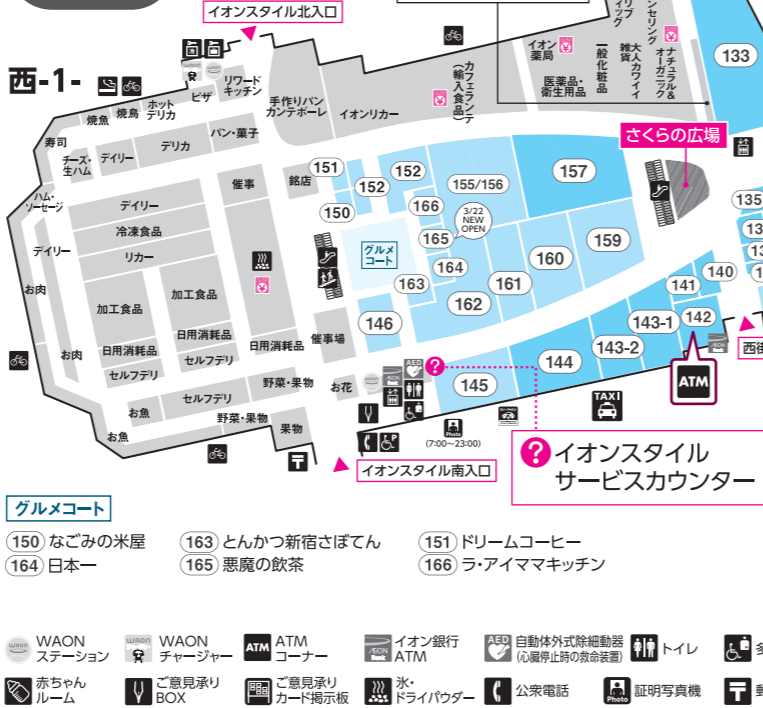 イオンスタイル北入口
西-1-
WAON
ピザ
リワード
キッチン
手作りパン
カンテボーレ
イオンリカー
カフェランテ
(輸入食品)
イオン
薬局
医薬品・
衛生用品
一般化粧品
大人カワイイ
雑貨
ナチュラル&
オーガニック
133
さくらの広場
寿司
焼魚
焼鳥
ホット
デリカ
チーズ・
生ハム
デイリー
デリカ
パン・菓子
ハム・
ソーセージ
デイリー
冷凍食品
リカー
デイリー
催事
銘店
151
152
152
150
155/156
157
166
3/22
NEW
OPEN
165
164
163
グルメ
コート
162
161
160
159
135
お肉
加工食品
加工食品
日用消耗品
日用消耗品
日用消耗品
セルフデリ
セルフデリ
お肉
146
催事場
141
140
142
143-1
143-2
144
145
お花
AED
ATM
TAXI
野菜・果物
セルフデリ
お魚
お魚
野菜・果物
果物
Photo
(7:00~23:00)
イオンスタイル南入口
イオンスタイル
サービスカウンター
グルメコート
150 なごみの米屋 163 とんかつ新宿さぼてん 151 ドリームコーヒー
164 日本一 165 悪魔の飲茶 166 ラ・アイママキッチン
WAON
ステーション
WAON
チャージャー
ATM ATM
コーナー
イオン銀行
ATM
AED 自動体外式除細動器
(心臓停止時の救命装置)
トイレ
赤ちゃん
ルーム
ご意見承り
BOX
ご意見承り
カード掲示板
氷・
ドライパウダー
公衆電話
Photo 証明写真機